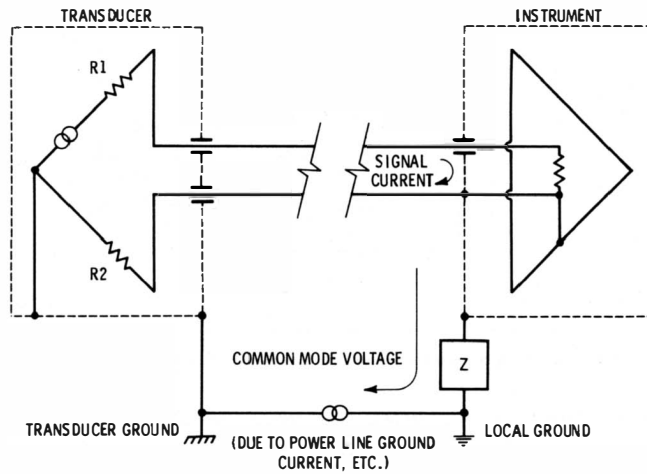 TRANSDUCER
INSTRUMENT
R1
SIGNAL
CURRENT
R2
COMMON MODE VOLTAGE
Z
TRANSDUCER GROUND
(DUE TO POWER LINE GROUND
CURRENT, ETC.)
LOCAL GROUND